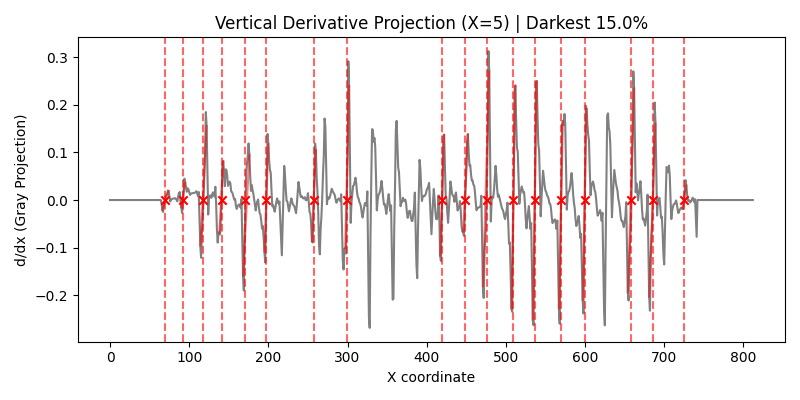 Vertical Derivative Projection (X=5) | Darkest 15.0%
d/dx (Gray Projection)
0.3
0.2
0.1
0.0
−0.1
−0.2
0 100 200 300 400 500 600 700 800
X coordinate